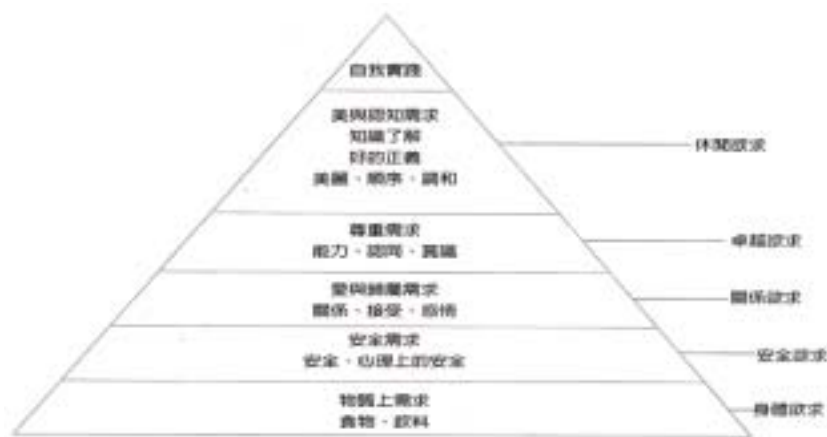 自我實踐
美與認知需求
知識了解
好的正義
美麗、順序、調和
休閒欲求
尊重需求
能力、認同、賞識
卓越欲求
愛與歸屬需求
關係、接受、感情
關係欲求
安全需求
安全、心理上的安全
安全欲求
物質上需求
食物、飲料
身體欲求